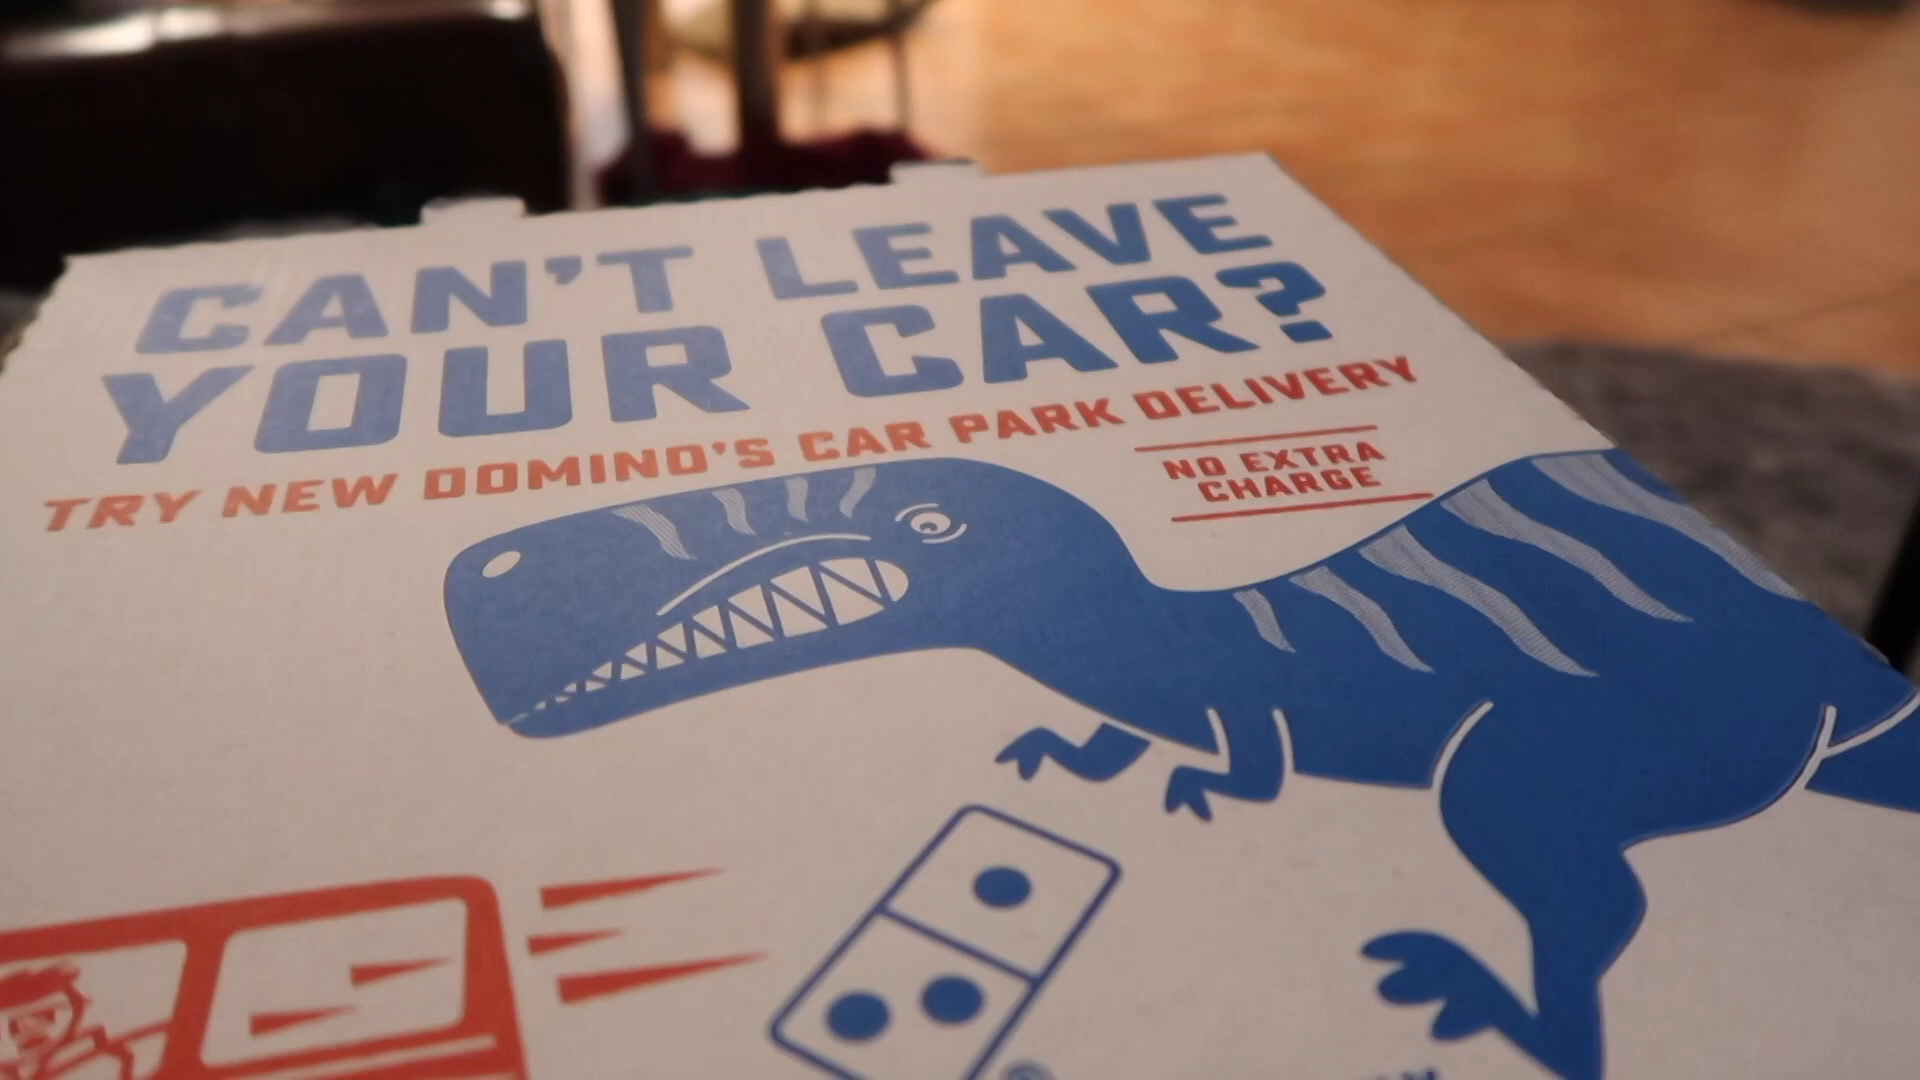 CAN'T LEAVE
YOUR CAR?
TRY NEW DOMINO'S CAR PARK DELIVERY
NO EXTRA
CHARGE